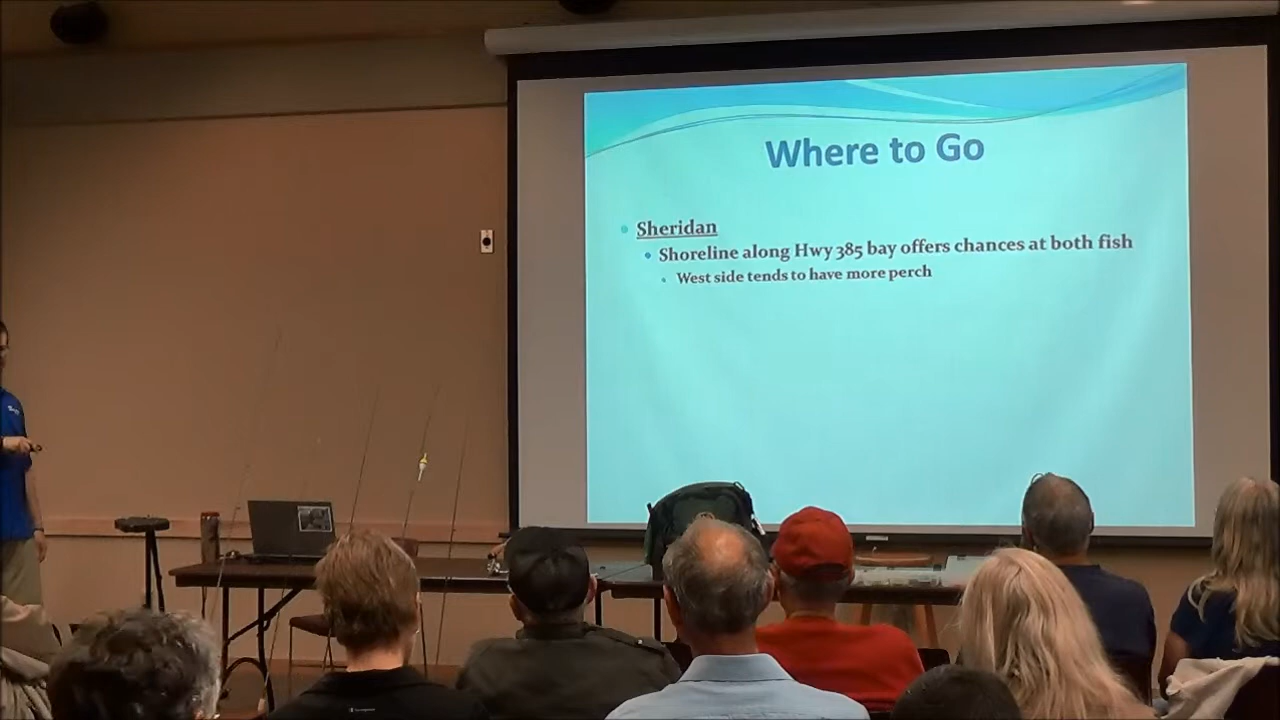 Where to Go
Sheridan
Shoreline along Hwy 385 bay offers chances at both fish
West side tends to have more perch